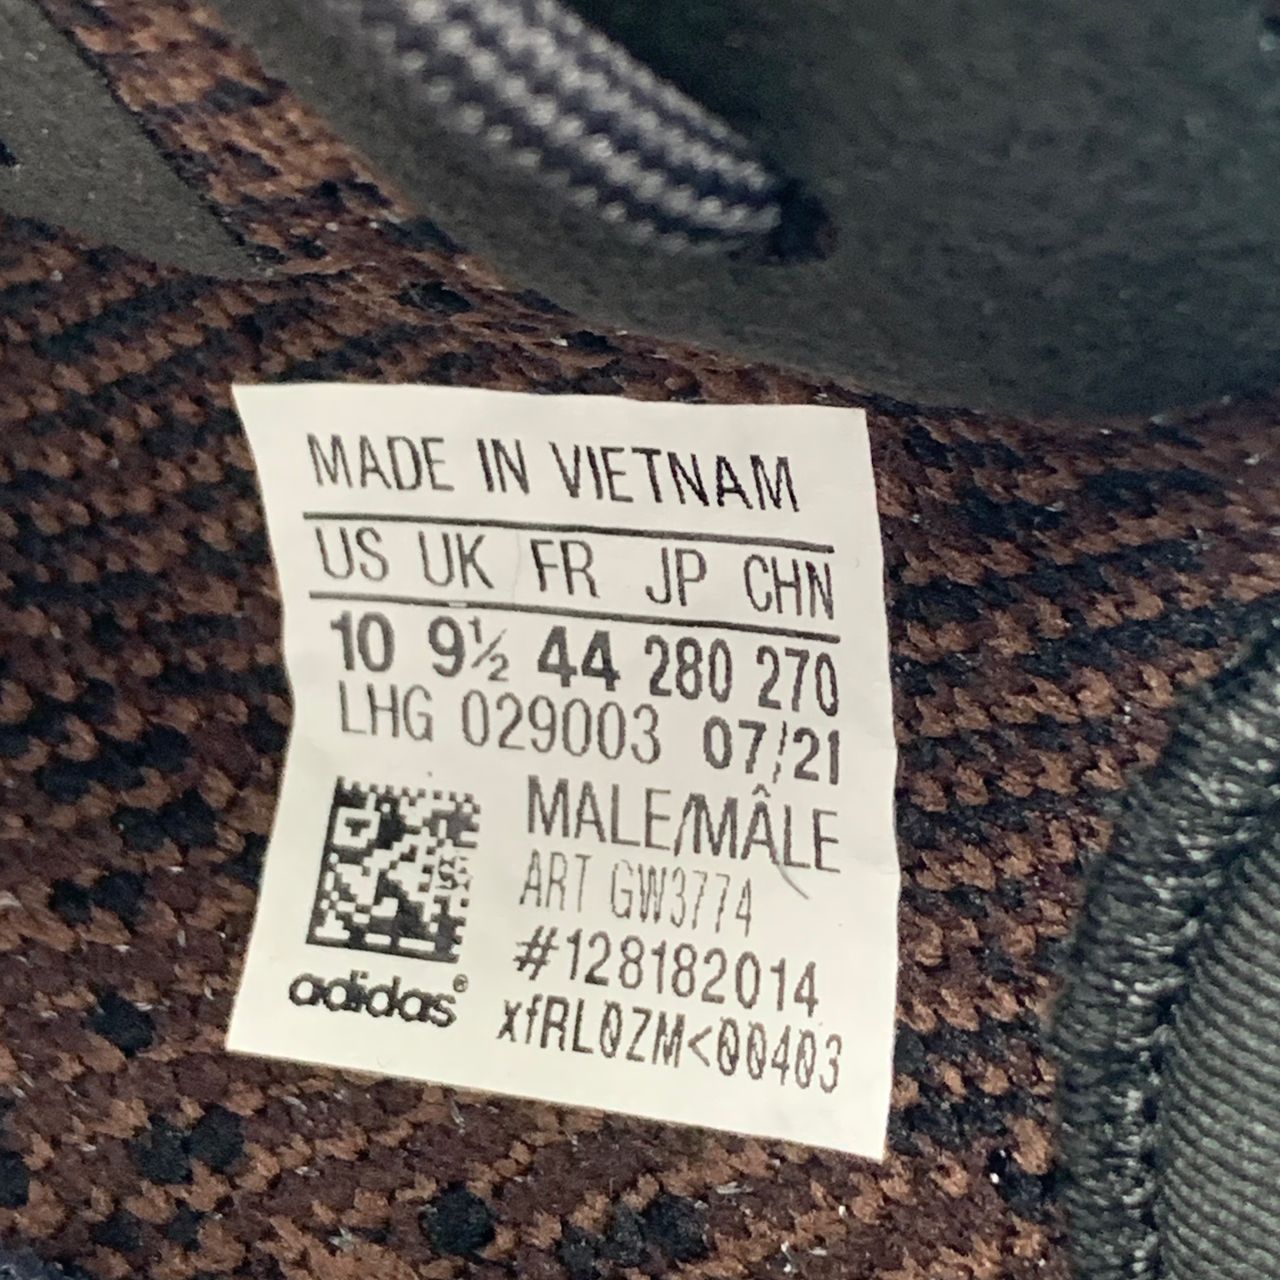 MADE IN VIETNAM
US UK FR JP CHN
10 9½ 44 280 270
LHG 029003 07/21
MALE/MÂLE
ART GW3774
#128182014
adidas®
xfRL0ZM<00403